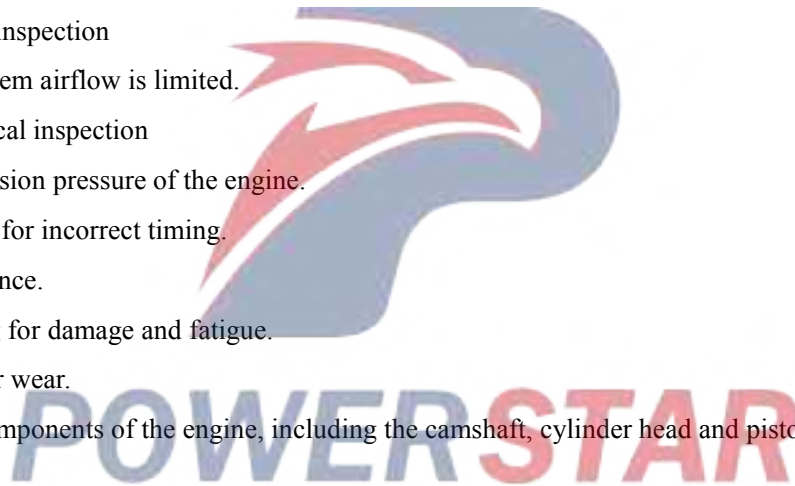 inspection
em airflow is limited.
cal inspection
sion pressure of the engine.
for incorrect timing.
nce.
for damage and fatigue.
r wear.
mponents of the engine, including the camshaft, cylinder head and pisto
POWERSTAR